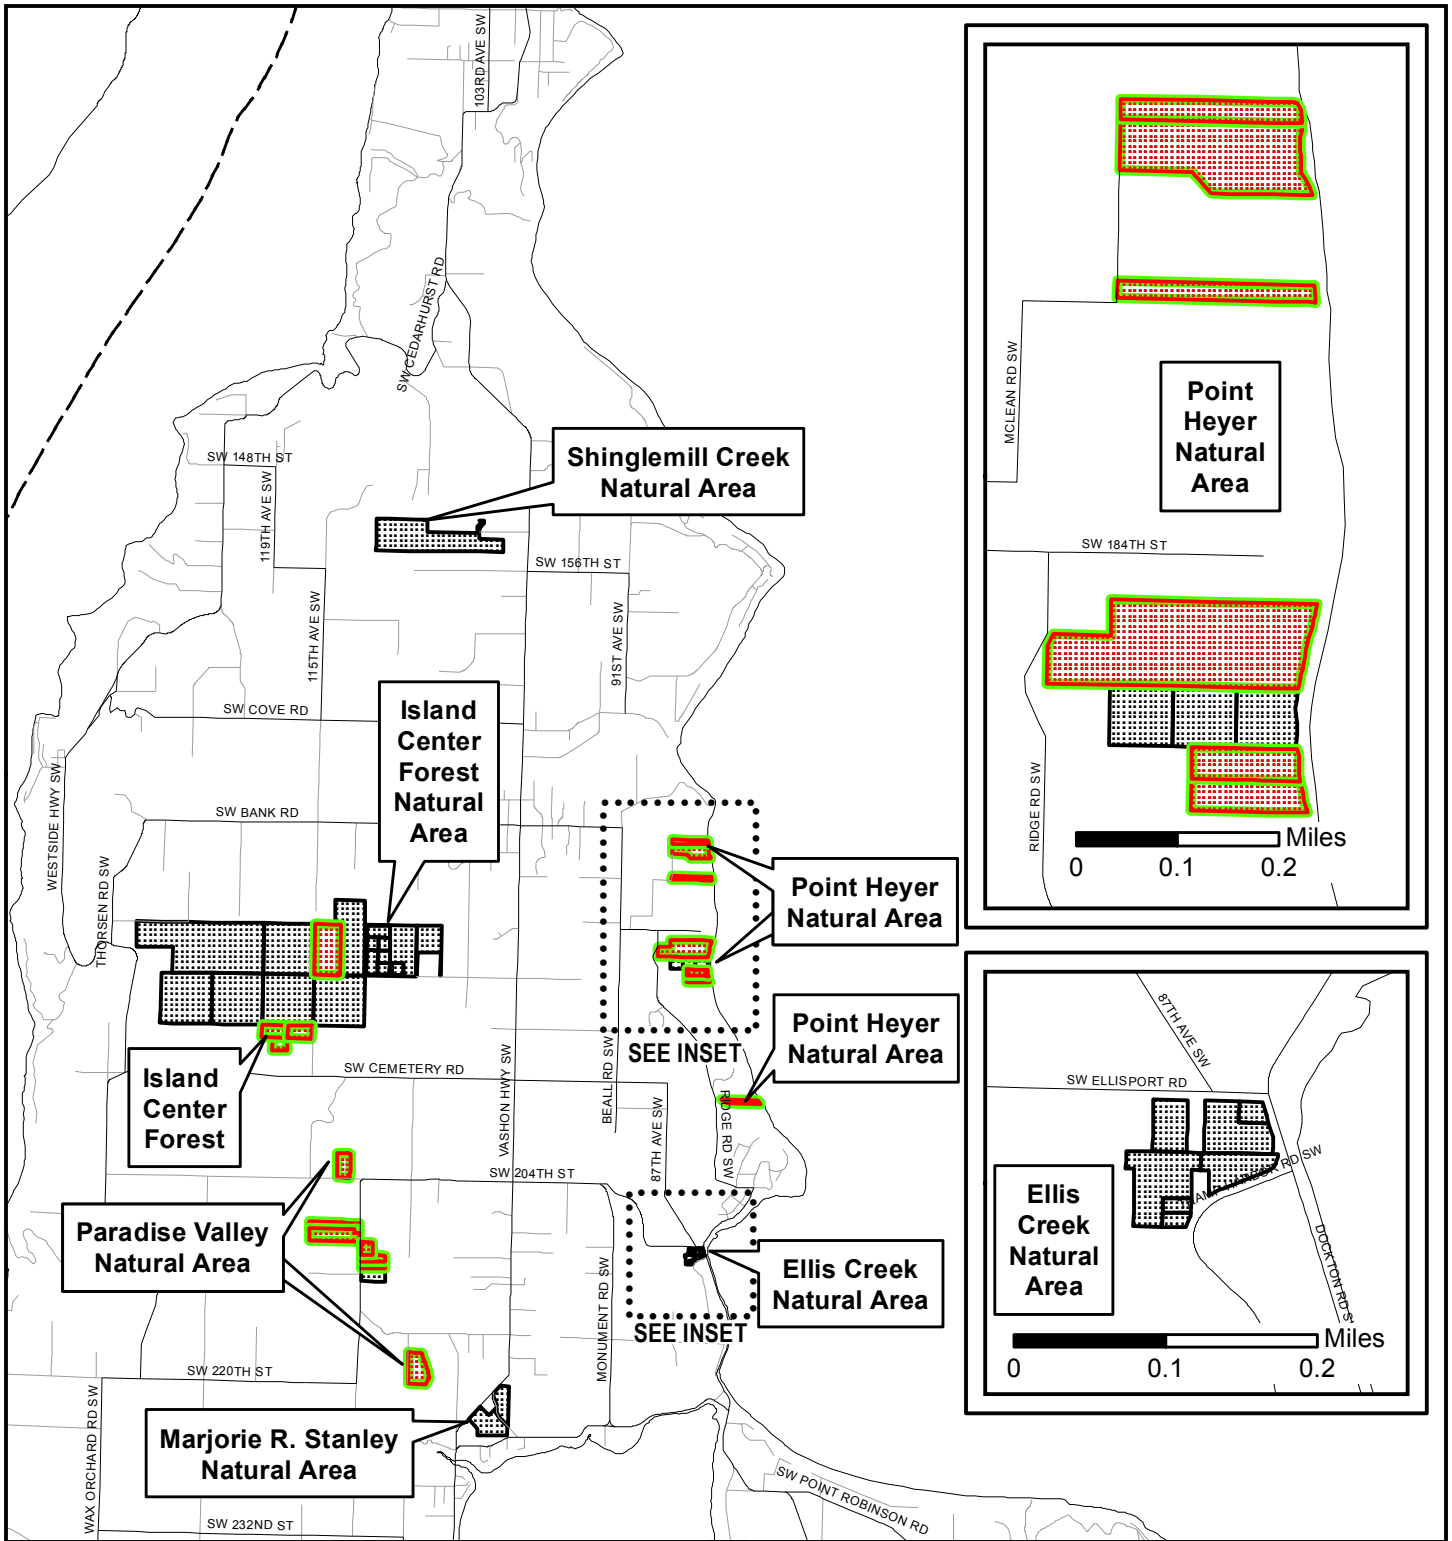 103RD AVE SW
SW CEDARHURST RD
SW 148TH ST
119TH AVE SW
Shinglemill Creek
Natural Area
SW 156TH ST
115TH AVE SW
91ST AVE SW
SW COVE RD
Island
Center
Forest
Natural
Area
WESTSIDE HWY SW
SW BANK RD
THORSEN RD SW
Point Heyer
Natural Area
SEE INSET
Point Heyer
Natural Area
Island
Center
Forest
SW CEMETERY RD
VASHON HWY SW
BEALL RD SW
87TH AVE SW
RIDGE RD SW
SW 204TH ST
Paradise Valley
Natural Area
Ellis Creek
Natural Area
SEE INSET
MONUMENT RD SW
SW 220TH ST
WAX ORCHARD RD SW
Marjorie R. Stanley
Natural Area
SW POINT ROBINSON RD
SW 232ND ST
MCLEAN RD SW
Point
Heyer
Natural
Area
SW 184TH ST
RIDGE RD SW
Miles
0 0.1 0.2
87TH AVE SW
SW ELLISPORT RD
HARBOR RD SW
DOCKTON RD S
Ellis
Creek
Natural
Area
Miles
0 0.1 0.2